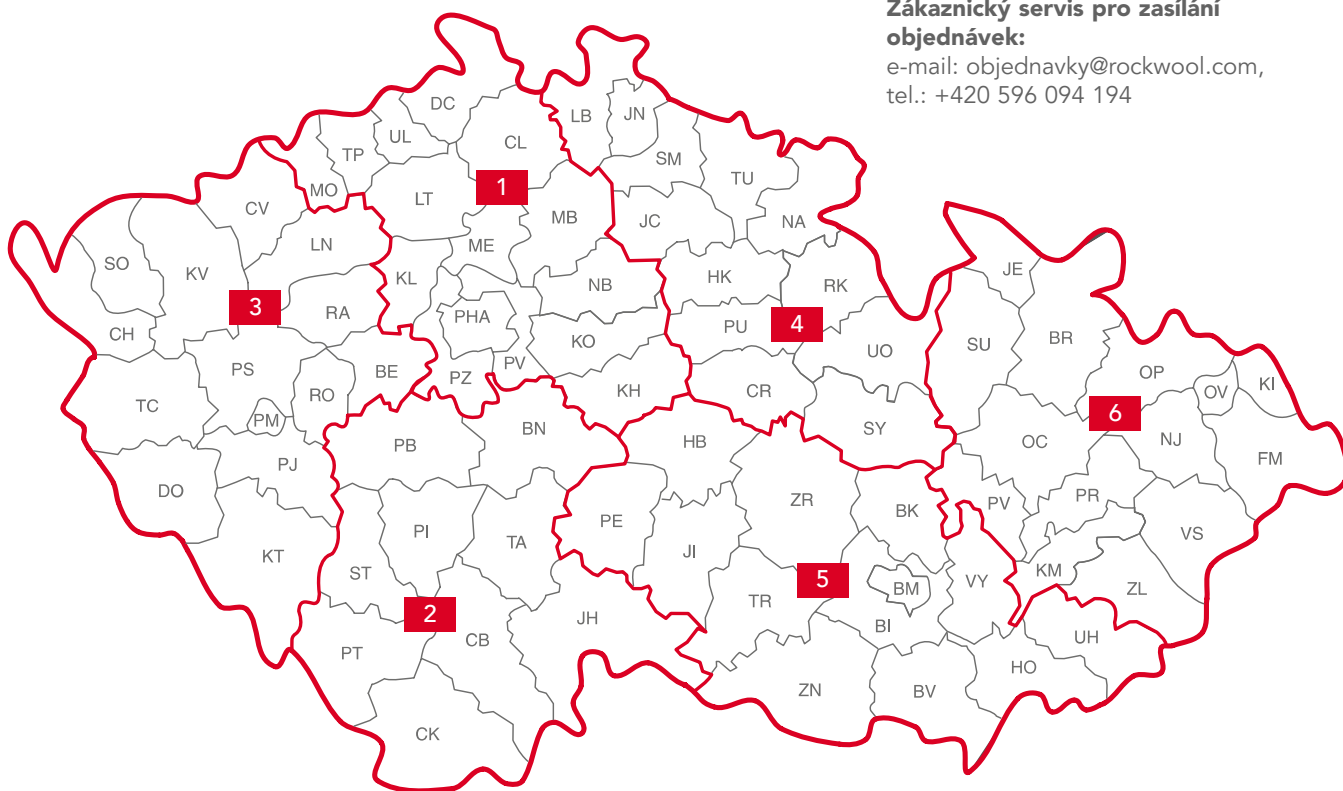 Zákaznický servis pro zasílání
objednávek:
e-mail: objednavky@rockwool.com,
tel.: +420 596 094 194
DC
LB
JN
UL
CL
TP
SM
MO
1
TU
CV
LT
MB
JC
NA
LN
ME
SO
KV
KL
NB
HK
RK
JE
3
RA
PHA
PU
4
CH
KO
UO
SU
BR
PS
BE
PZ
PV
KH
CR
OP
KI
TC
RO
OV
PM
6
PB
BN
HB
SY
OC
NJ
FM
PJ
DO
PE
ZR
BK
PV
PR
VS
KT
PI
TA
JI
ST
5
BM
VY
KM
ZL
TR
2
JH
BI
UH
PT
CB
HO
ZN
BV
CK